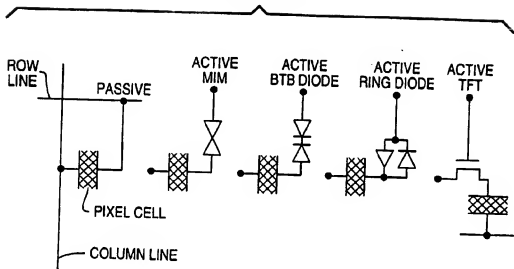 ROW
LINE
PASSIVE
ACTIVE
MIM
ACTIVE
BTB DIODE
ACTIVE
RING DIODE
ACTIVE
TFT
PIXEL CELL
COLUMN LINE